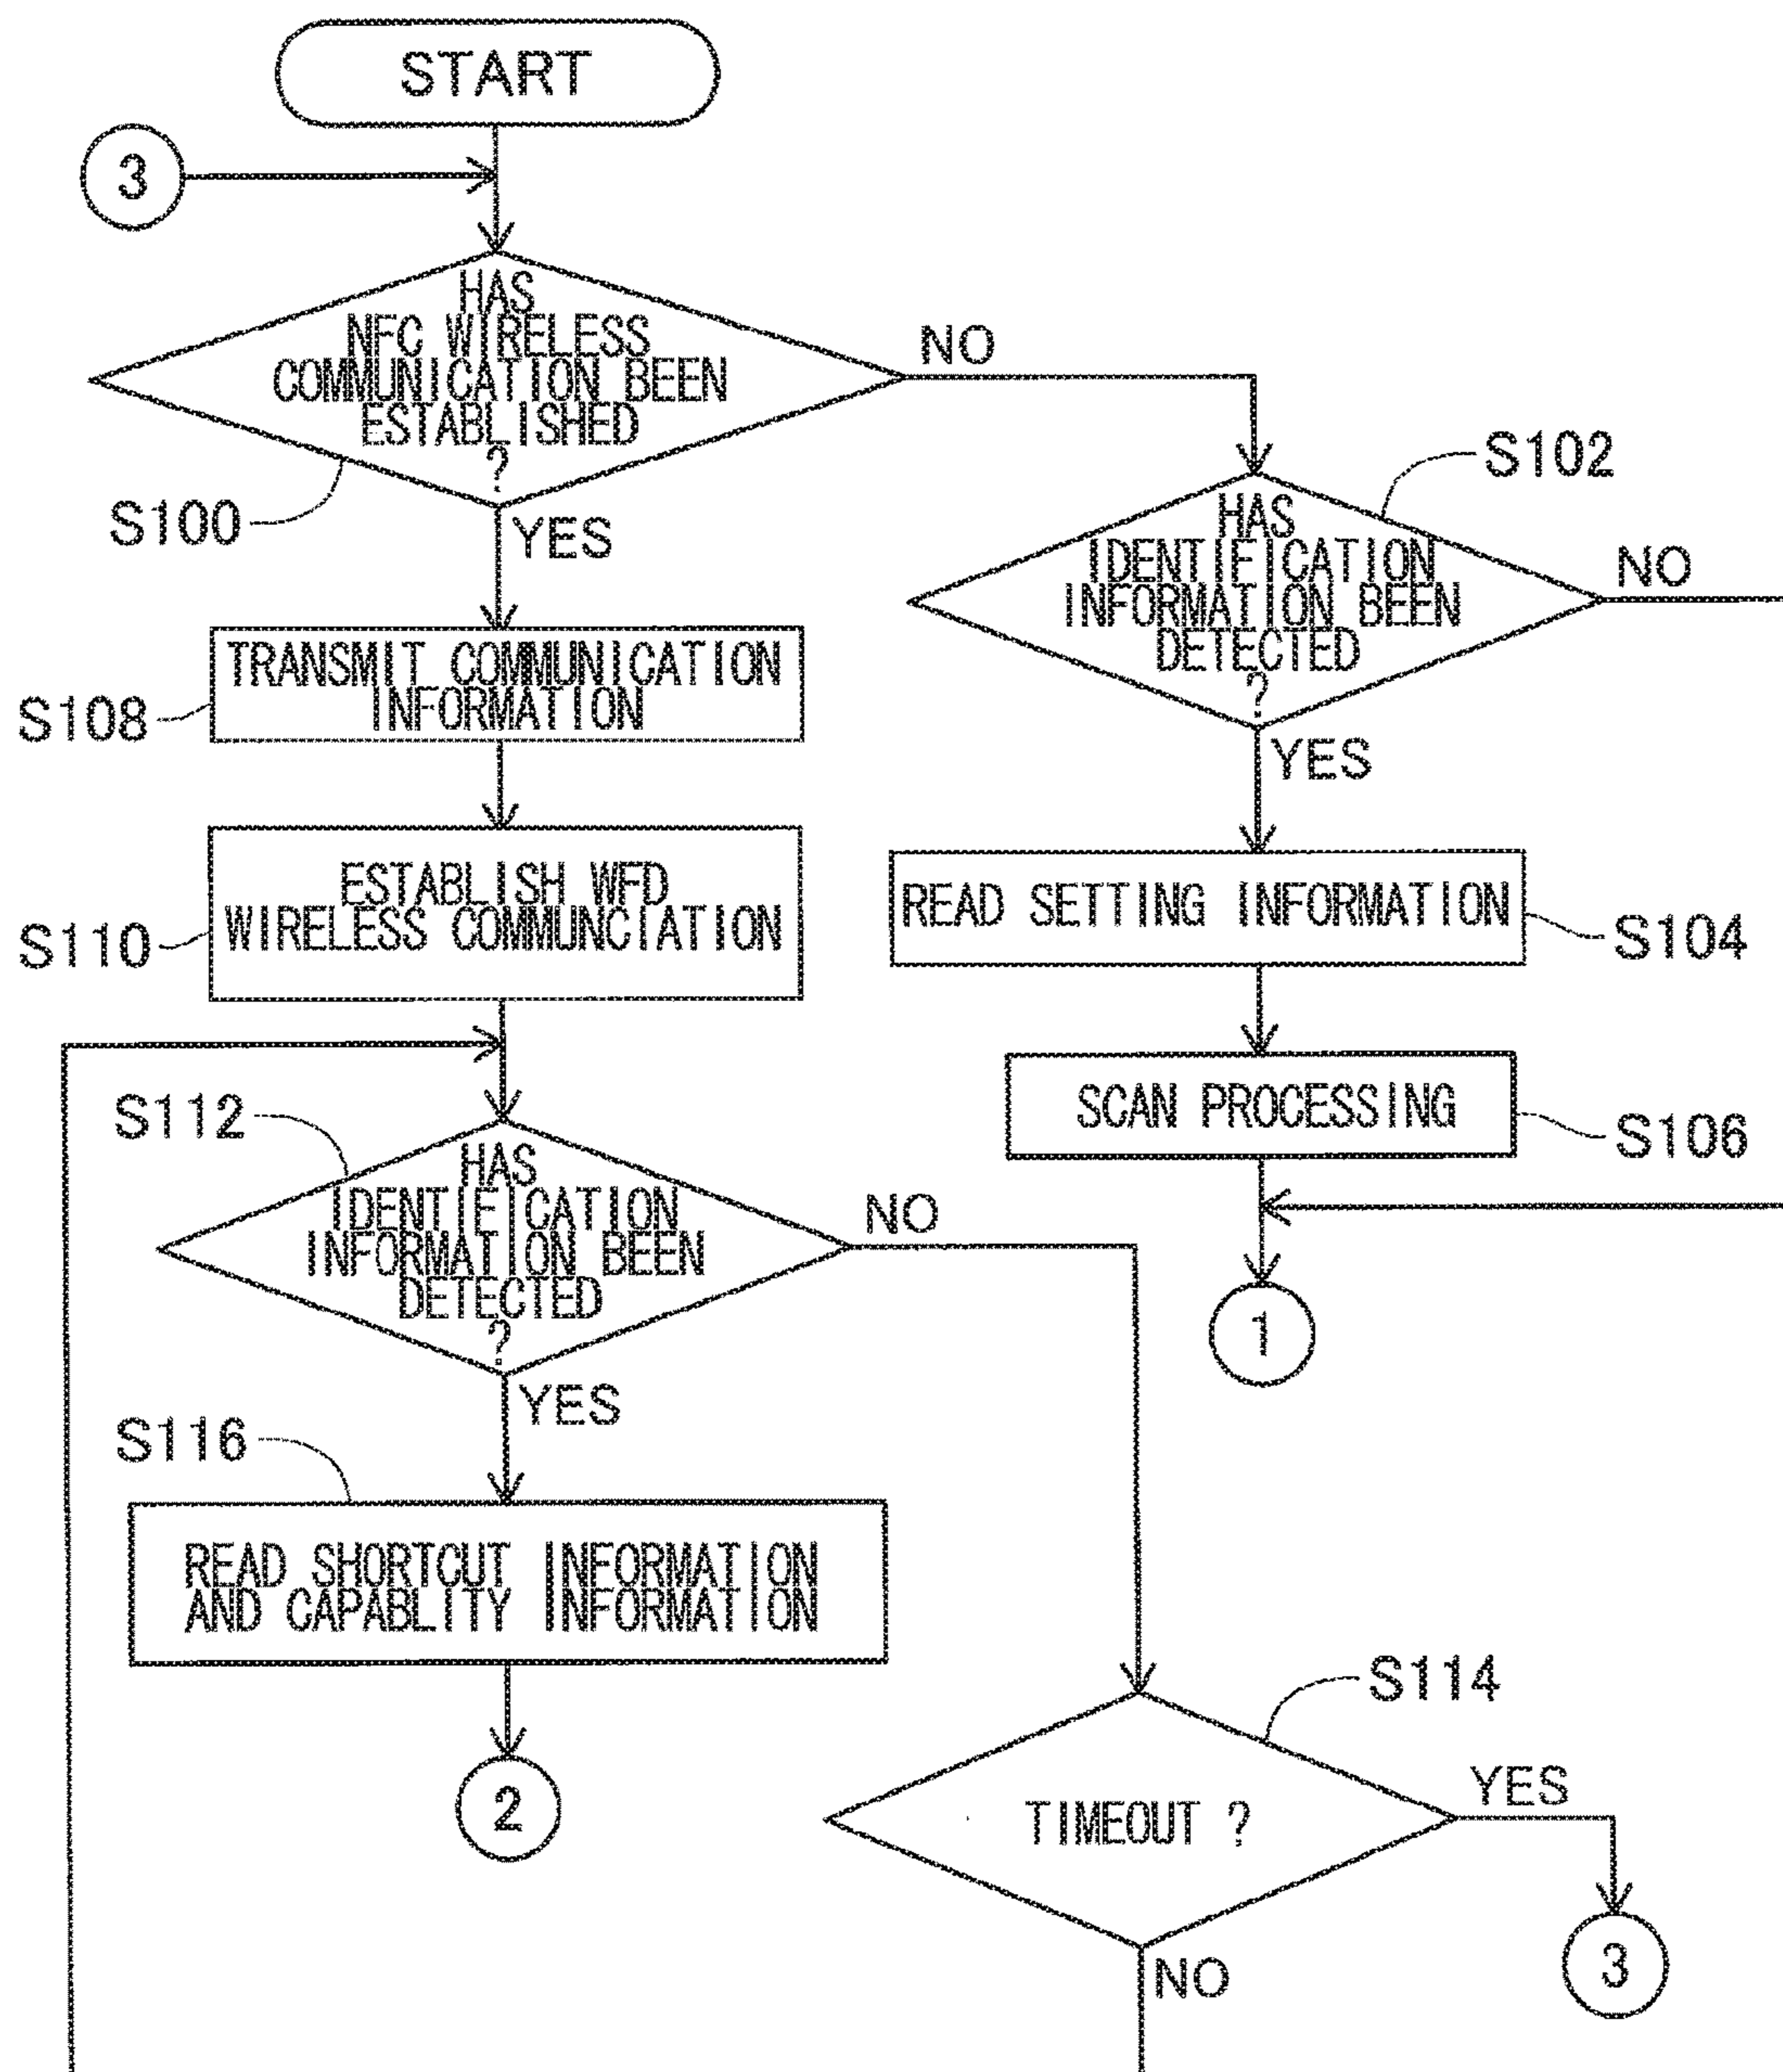 START
3
HAS
NFC WIRELESS
COMMUNICATION BEEN
ESTABLISHED
?
NO
S100
YES
S102
HAS
IDENTIFICATION
INFORMATION BEEN
DETECTED
?
NO
YES
TRANSMIT COMMUNICATION
INFORMATION
S108
ESTABLISH WFD
WIRELESS COMMUNCIATION
S110
READ SETTING INFORMATION
S104
SCAN PROCESSING
S106
1
S112
HAS
IDENTIFICATION
INFORMATION BEEN
DETECTED
?
NO
YES
S116
READ SHORTCUT INFORMATION
AND CAPABLITY INFORMATION
2
S114
TIMEOUT ?
YES
3
NO